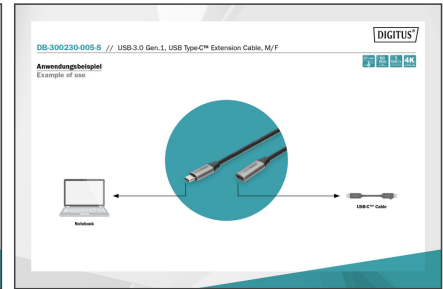 DIGITUS®
DB-300230-005-S // USB-3.0 Gen.1, USB Type-C™ Extension Cable, M/F
Anwendungsbeispiel
Example of use
4K
Notebook
USB-C™ Cable